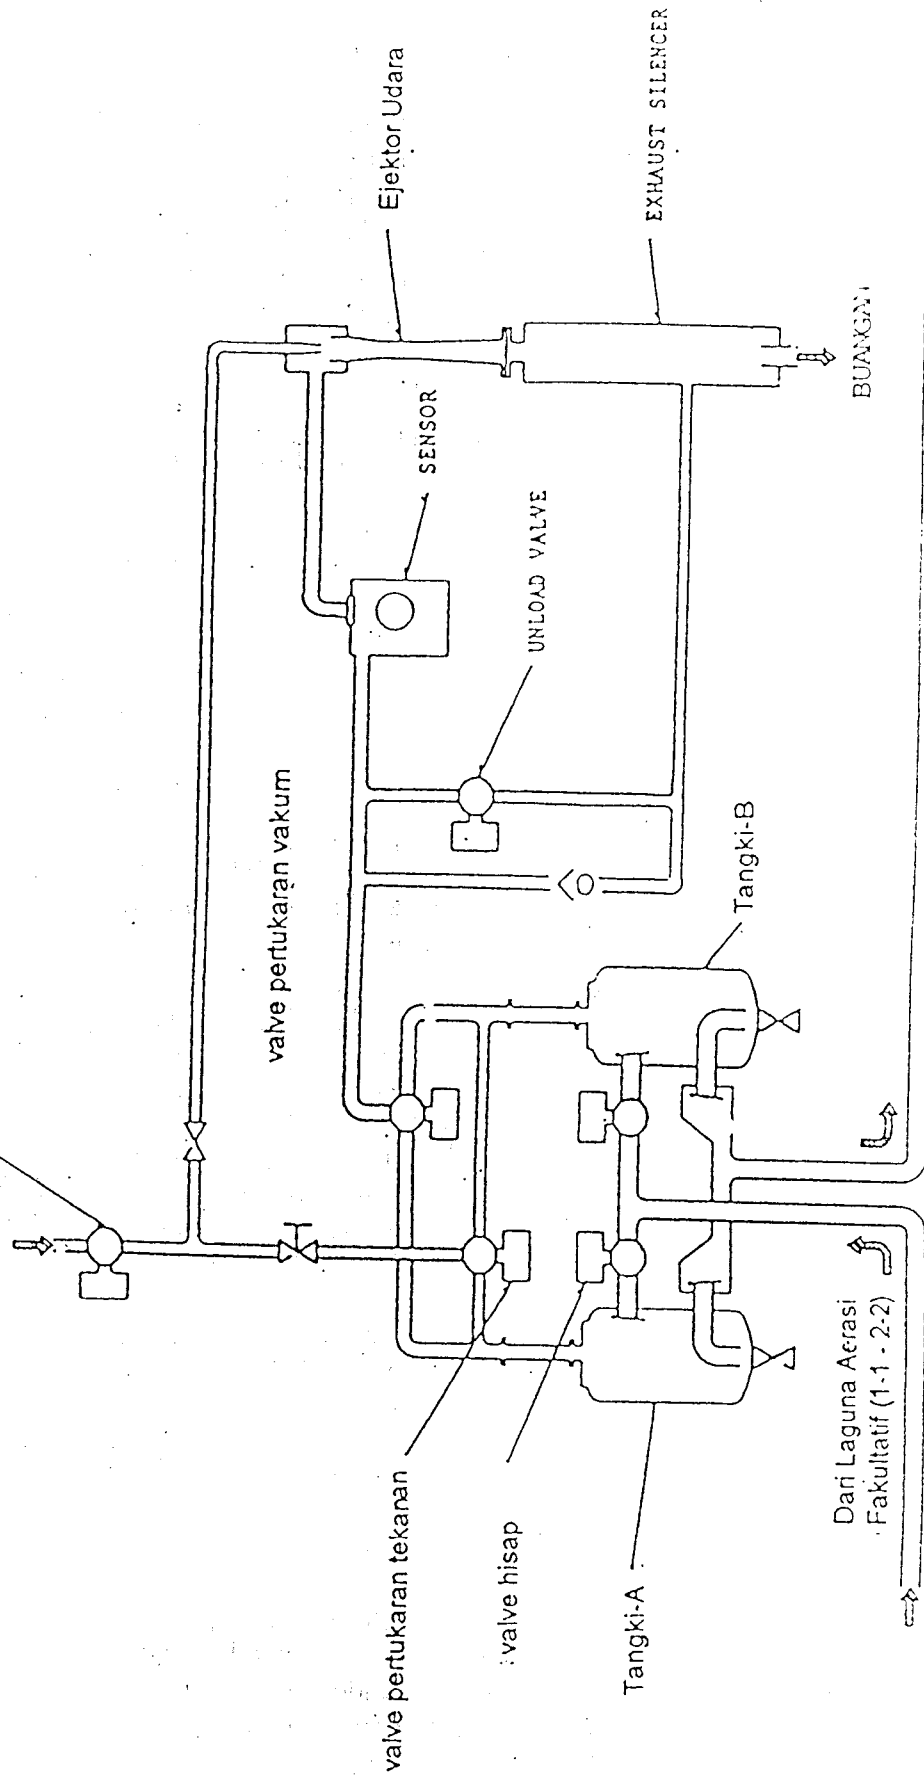 Ejektor Udara
EXHAUST SILENCER
SENSOR
BUANGAN
UNLOAD VALVE
valve pertukaran vakum
Tangki-B
valve pertukaran tekanan
valve hisap
Tangki-A
Dari Laguna Aerasi
Fakultatif (1-1 - 2-2)